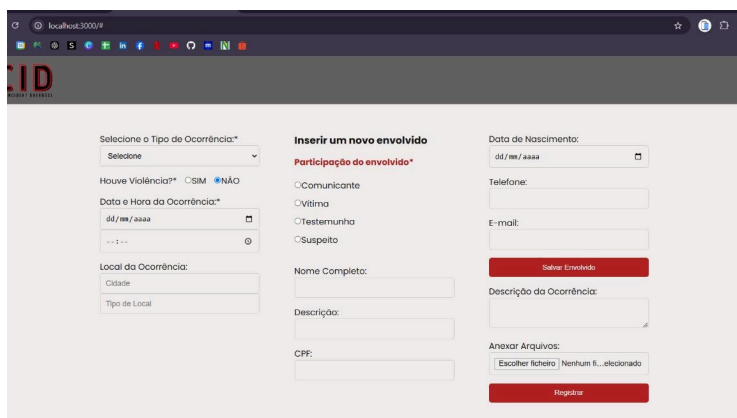 localhost:3000/#
CID
Selecione o Tipo de Ocorrência:*
Selecione
Houve Violência?* SIM NÃO
Data e Hora da Ocorrência:*
dd/mm/aaaa
--:--
Local da Ocorrência:
Cidade
Tipo de Local
Inserir um novo envolvido
Participação do envolvido*
Comunicante
Vítima
Testemunha
Suspeito
Nome Completo:
Descrição:
CPF:
Data de Nascimento:
dd/mm/aaaa
Telefone:
E-mail:
Salvar Envolvido
Descrição da Ocorrência:
Anexar Arquivos:
Escolher ficheiro Nenhum fi...elecionado
Registrar